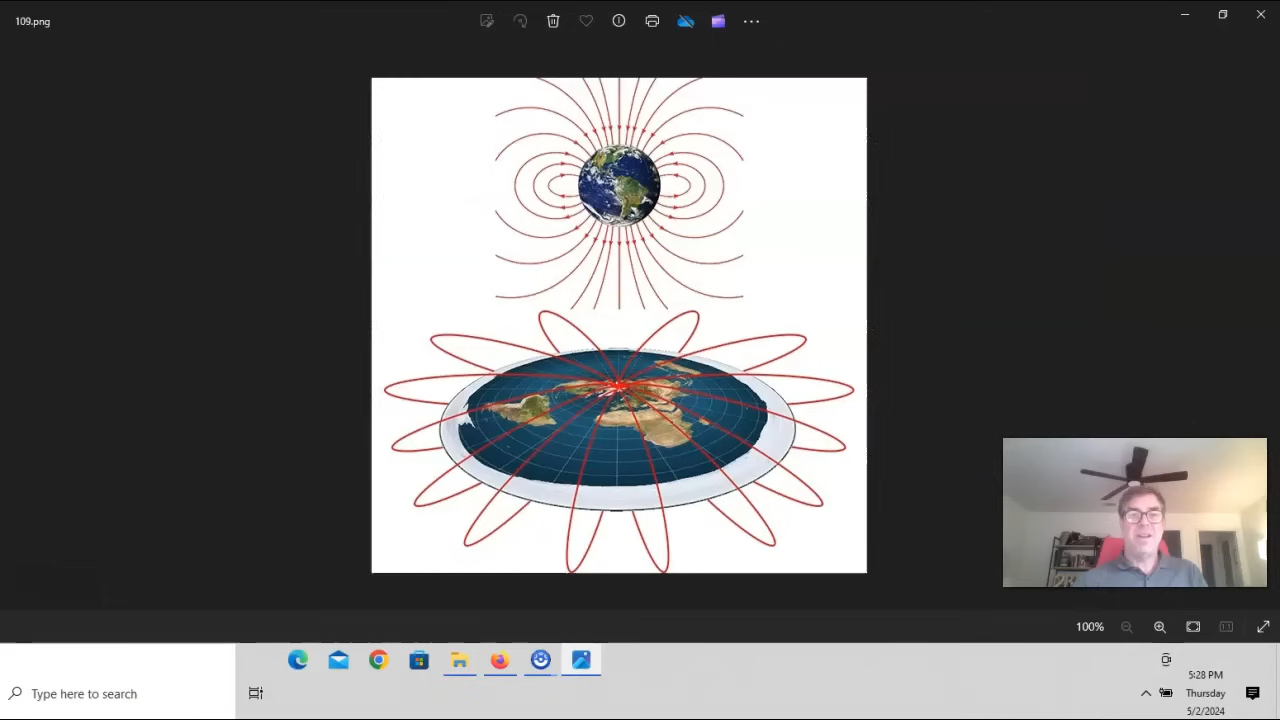 109.png
100%
5:28 PM
Type here to search
Thursday
5/2/2024